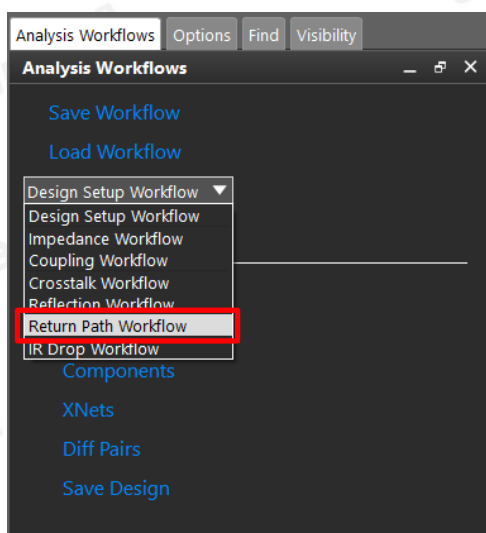 Analysis Workflows Options Find Visibility
Analysis Workflows
Save Workflow
Load Workflow
Design Setup Workflow
Design Setup Workflow
Impedance Workflow
Coupling Workflow
Crosstalk Workflow
Reflection Workflow
Return Path Workflow
IR Drop Workflow
Components
XNets
Diff Pairs
Save Design